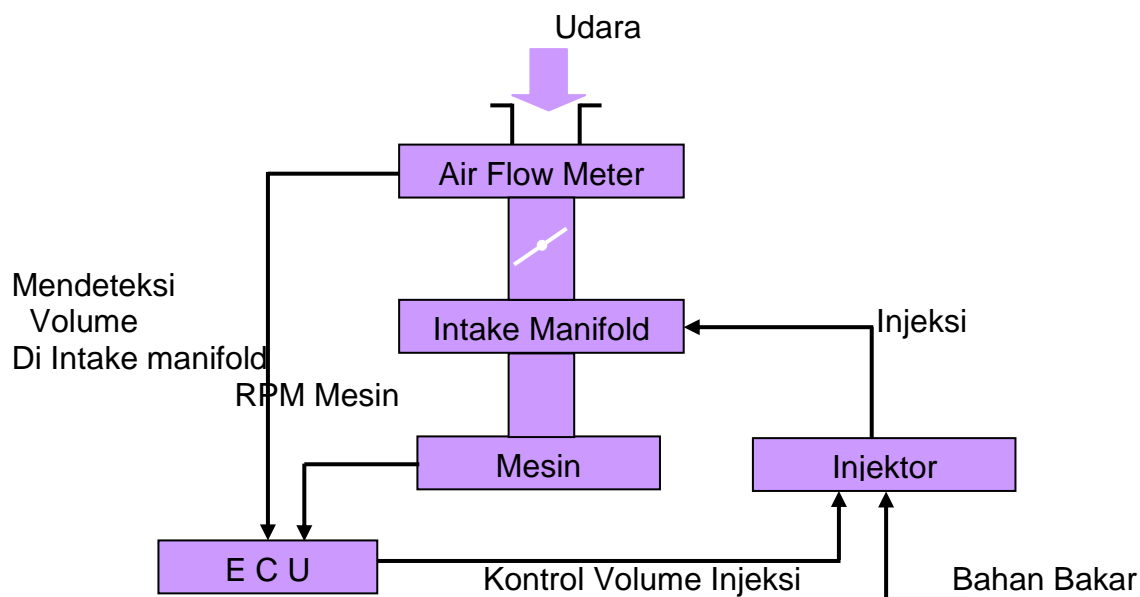 Udara
Air Flow Meter
Mendeteksi
Volume
Di Intake manifold
Intake Manifold
Injeksi
RPM Mesin
Mesin
Injektor
E C U
Kontrol Volume Injeksi
Bahan Bakar